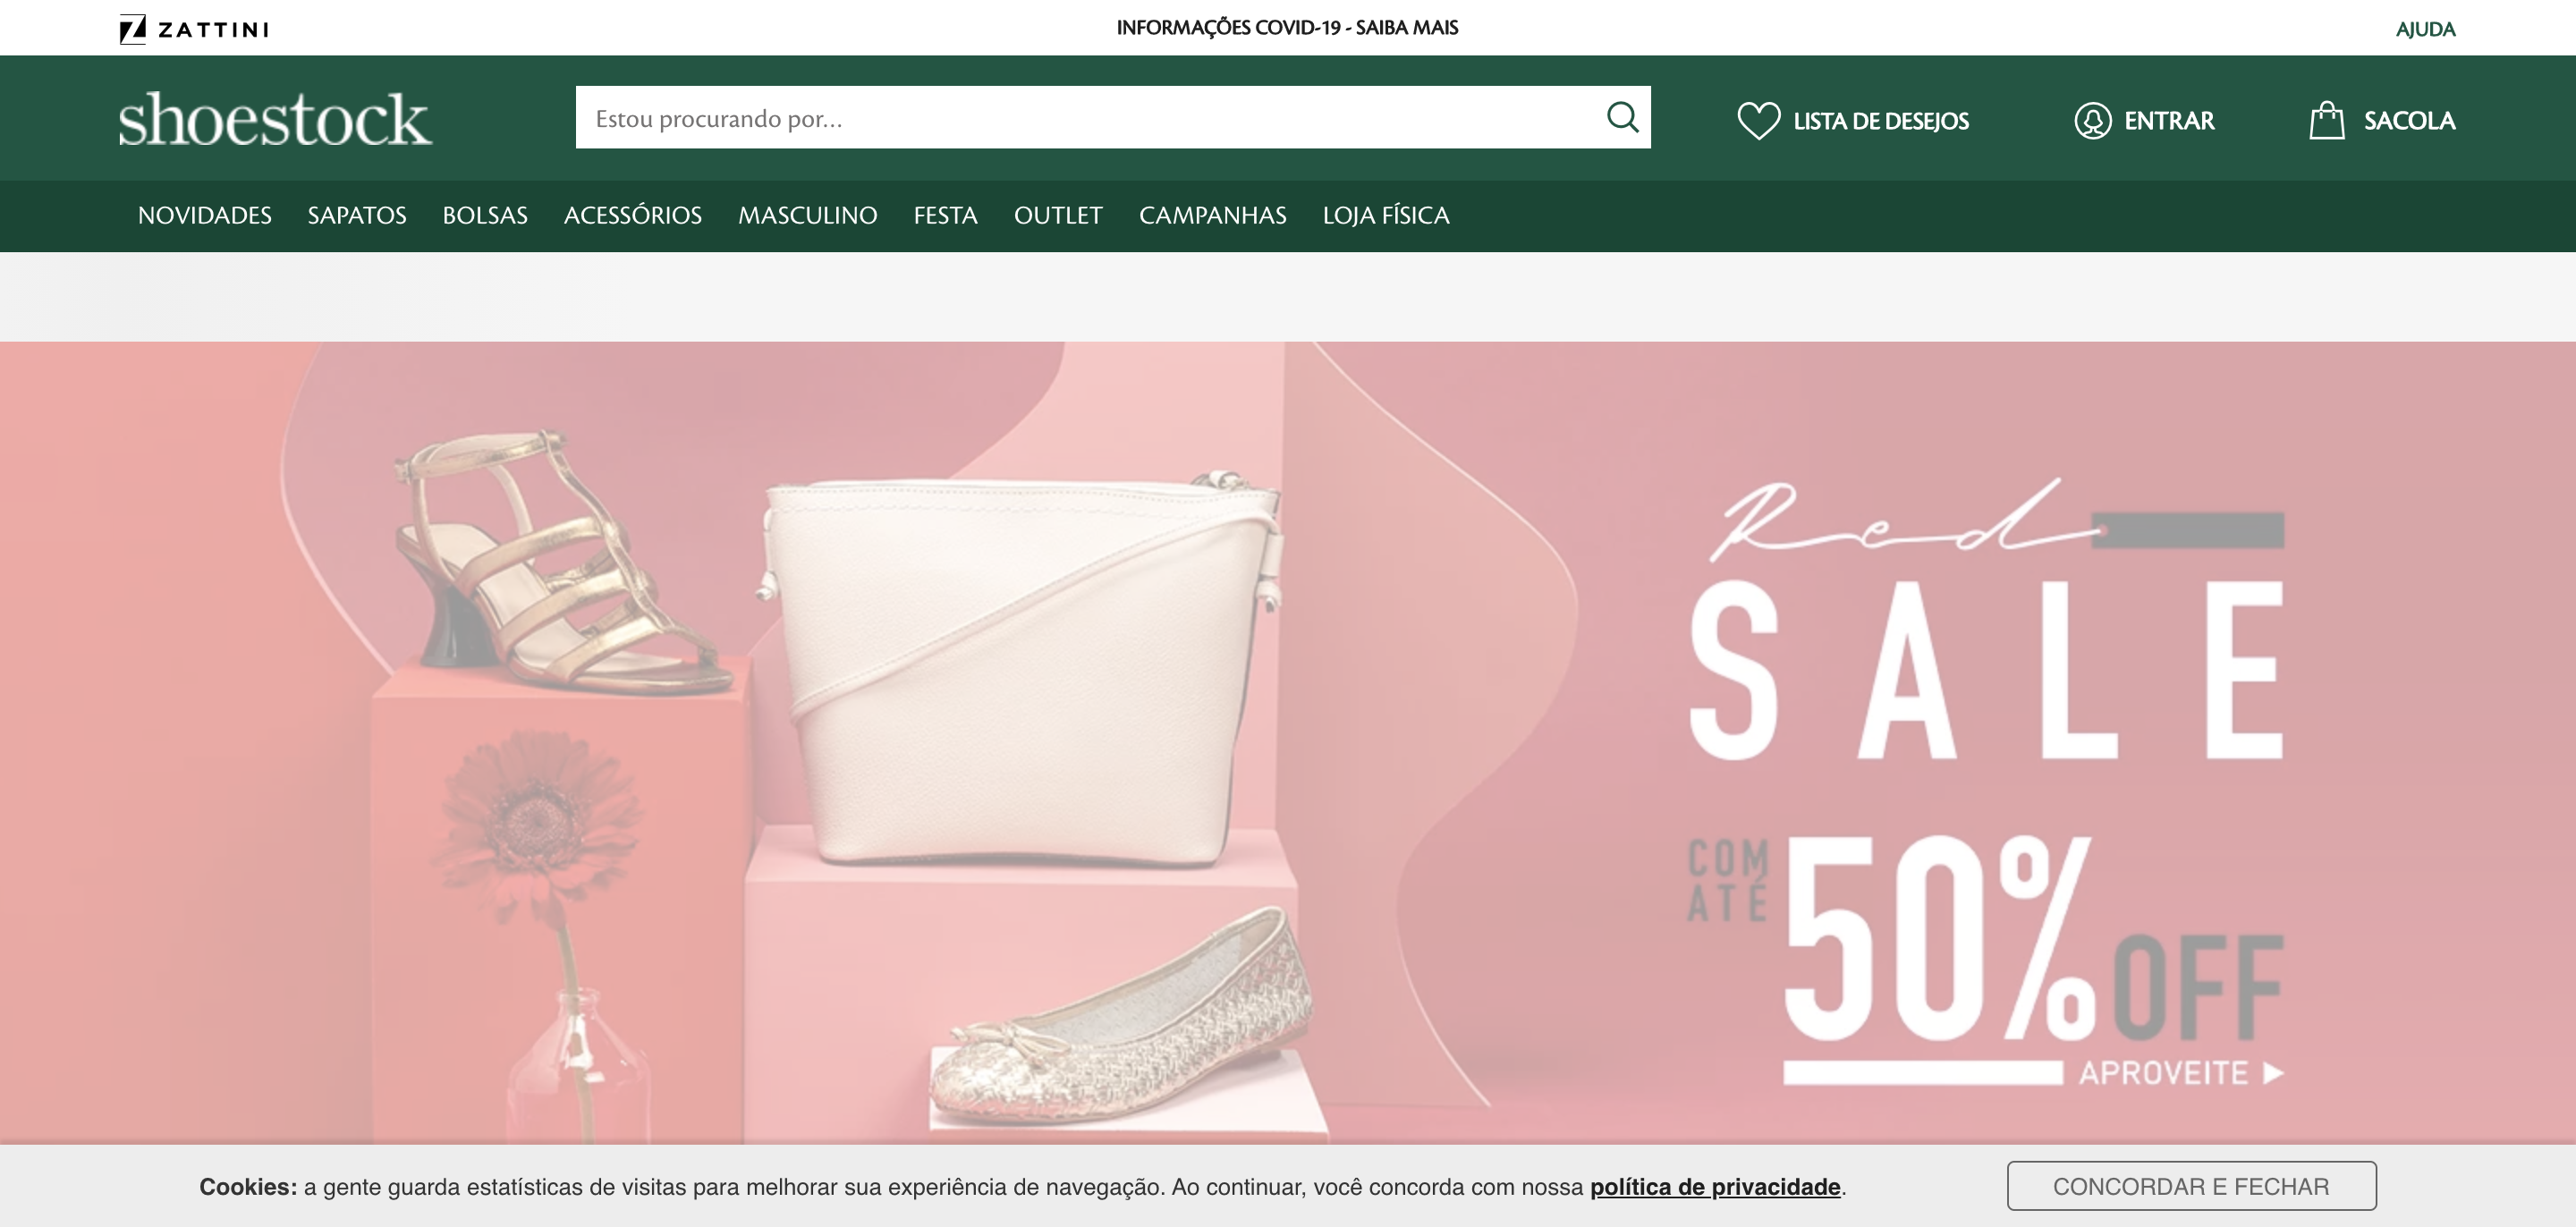 ZATTINI
INFORMAÇÕES COVID-19 - SAIBA MAIS
AJUDA
shoestock
Estou procurando por...
LISTA DE DESEJOS
ENTRAR
SACOLA
NOVIDADES SAPATOS BOLSAS ACESSÓRIOS MASCULINO FESTA OUTLET CAMPANHAS LOJA FÍSICA
Red
SALE
COM
ATÉ
50% OFF
APROVEITE
Cookies: a gente guarda estatísticas de visitas para melhorar sua experiência de navegação. Ao continuar, você concorda com nossa política de privacidade.
CONCORDAR E FECHAR